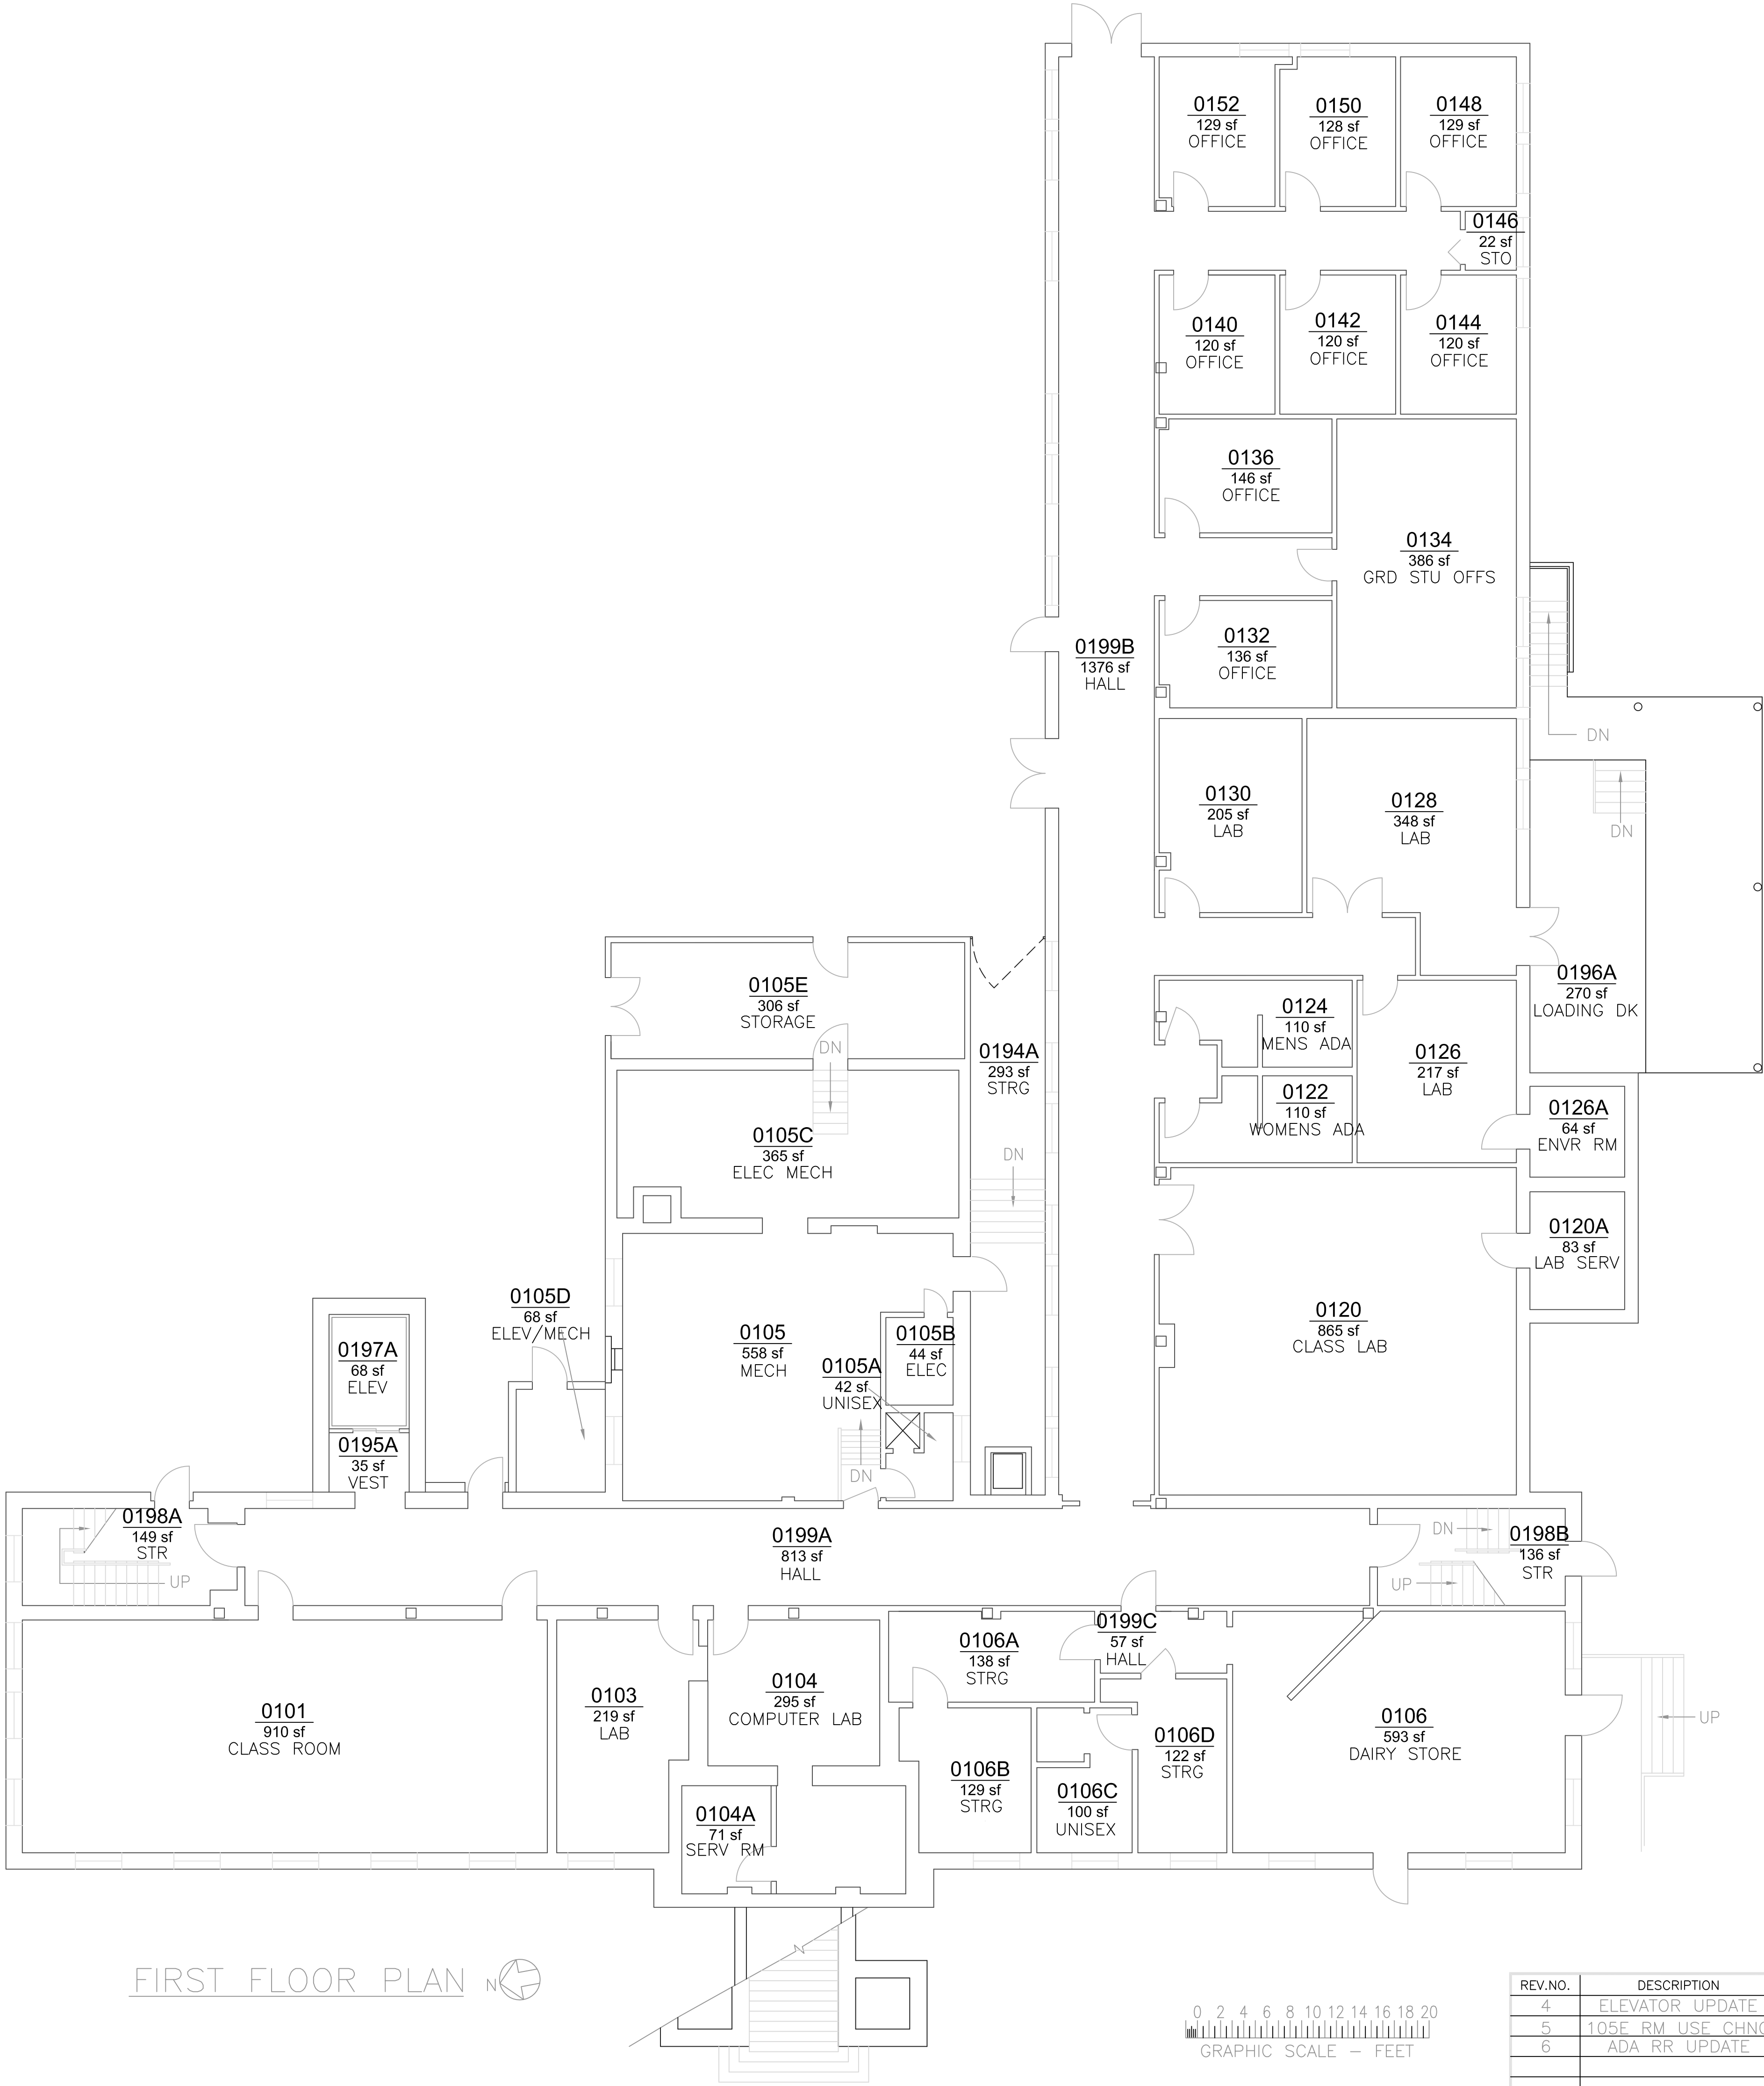 0152
129 sf
OFFICE
0150
128 sf
OFFICE
0148
129 sf
OFFICE
0146
22 sf
STO
0140
120 sf
OFFICE
0142
120 sf
OFFICE
0144
120 sf
OFFICE
0136
146 sf
OFFICE
0134
386 sf
GRD STU OFFS
0132
136 sf
OFFICE
0199B
1376 sf
HALL
DN
DN
0130
205 sf
LAB
0128
348 sf
LAB
0196A
270 sf
LOADING DK
0105E
306 sf
STORAGE
DN
0194A
293 sf
STRG
DN
0124
110 sf
MENS ADA
0122
110 sf
WOMENS ADA
0126
217 sf
LAB
0126A
64 sf
ENVR RM
0105C
365 sf
ELEC MECH
0120A
83 sf
LAB SERV
0105D
68 sf
ELEV/MECH
0105
558 sf
MECH
0105B
44 sf
ELEC
0105A
42 sf
UNISEX
DN
0120
865 sf
CLASS LAB
0197A
68 sf
ELEV
0195A
35 sf
VEST
0198A
149 sf
STR
UP
0199A
813 sf
HALL
DN
UP
0198B
136 sf
STR
0101
910 sf
CLASS ROOM
0103
219 sf
LAB
0104
295 sf
COMPUTER LAB
0104A
71 sf
SERV RM
0106A
138 sf
STRG
0199C
57 sf
HALL
0106B
129 sf
STRG
0106C
100 sf
UNISEX
0106D
122 sf
STRG
0106
593 sf
DAIRY STORE
UP
FIRST FLOOR PLAN N
0 2 4 6 8 10 12 14 16 18 20
GRAPHIC SCALE – FEET
REV.NO. DESCRIPTION
4 ELEVATOR UPDATE
5 105E RM USE CHNG
6 ADA RR UPDATE